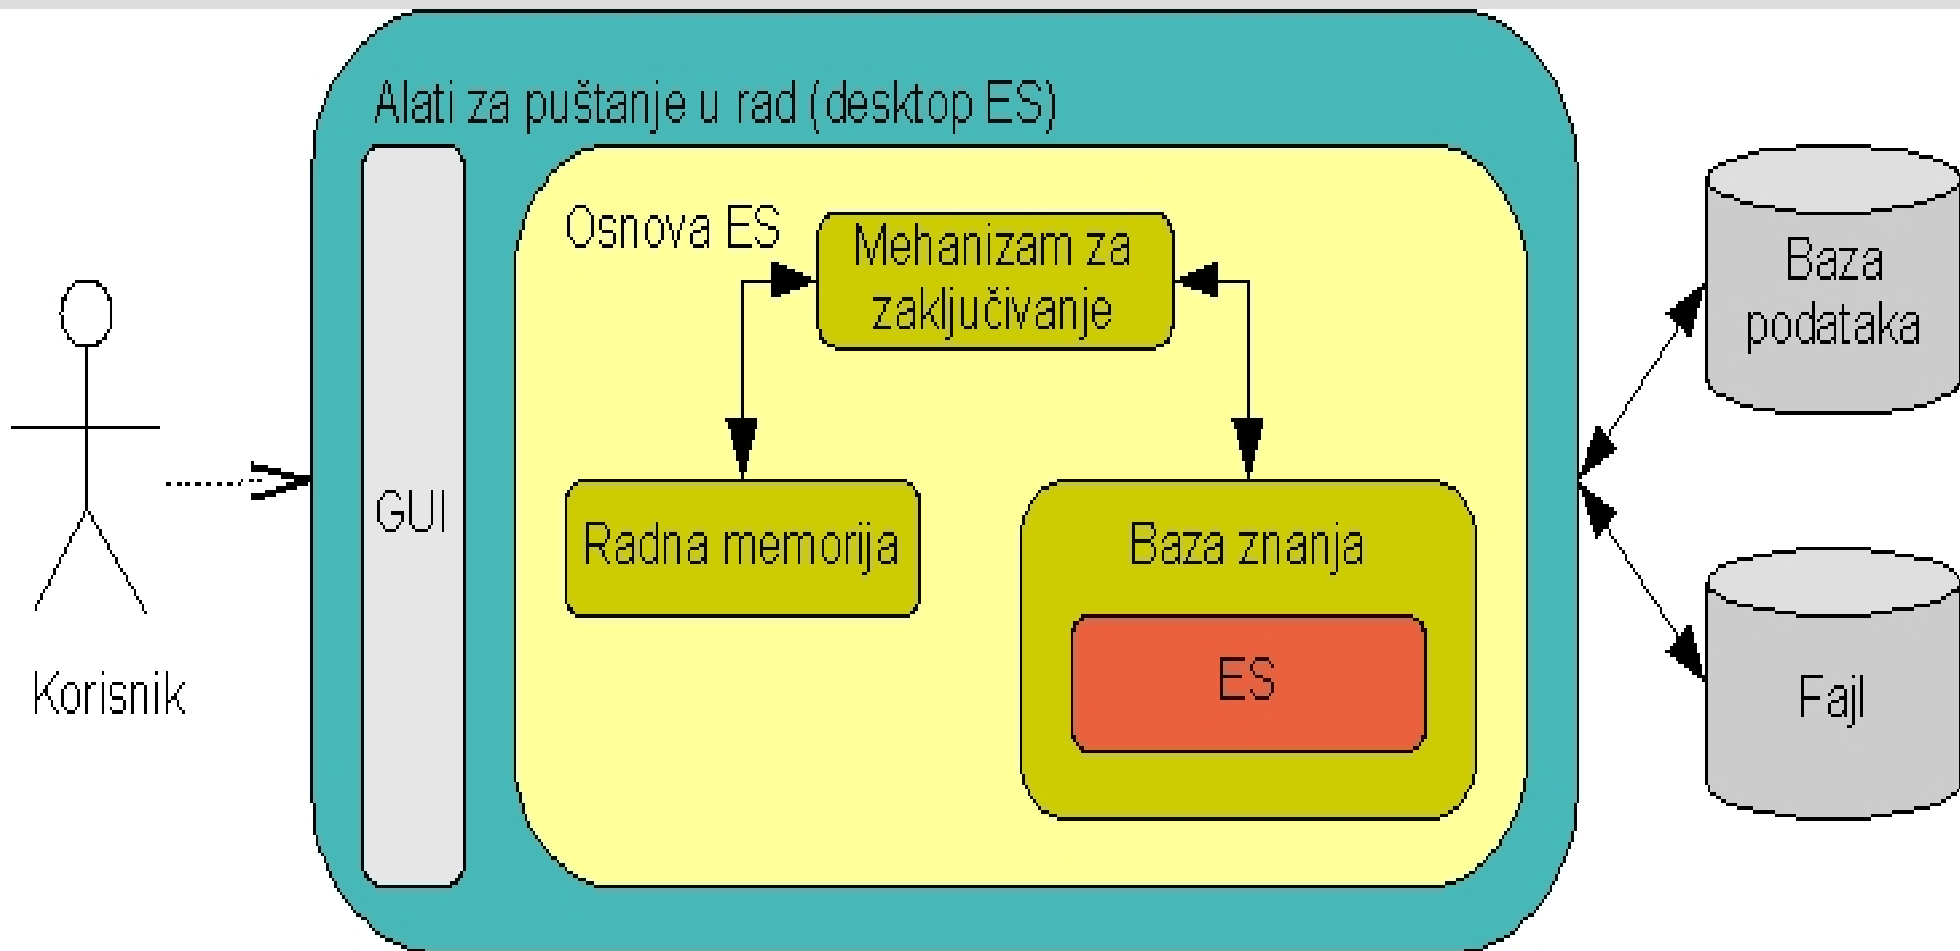 Alati za puštanje u rad (desktop ES)
Osnova ES
Mehanizam za
zaključivanje
Baza
podataka
GUI
Radna memorija
Baza znanja
ES
Korisnik
Fajl